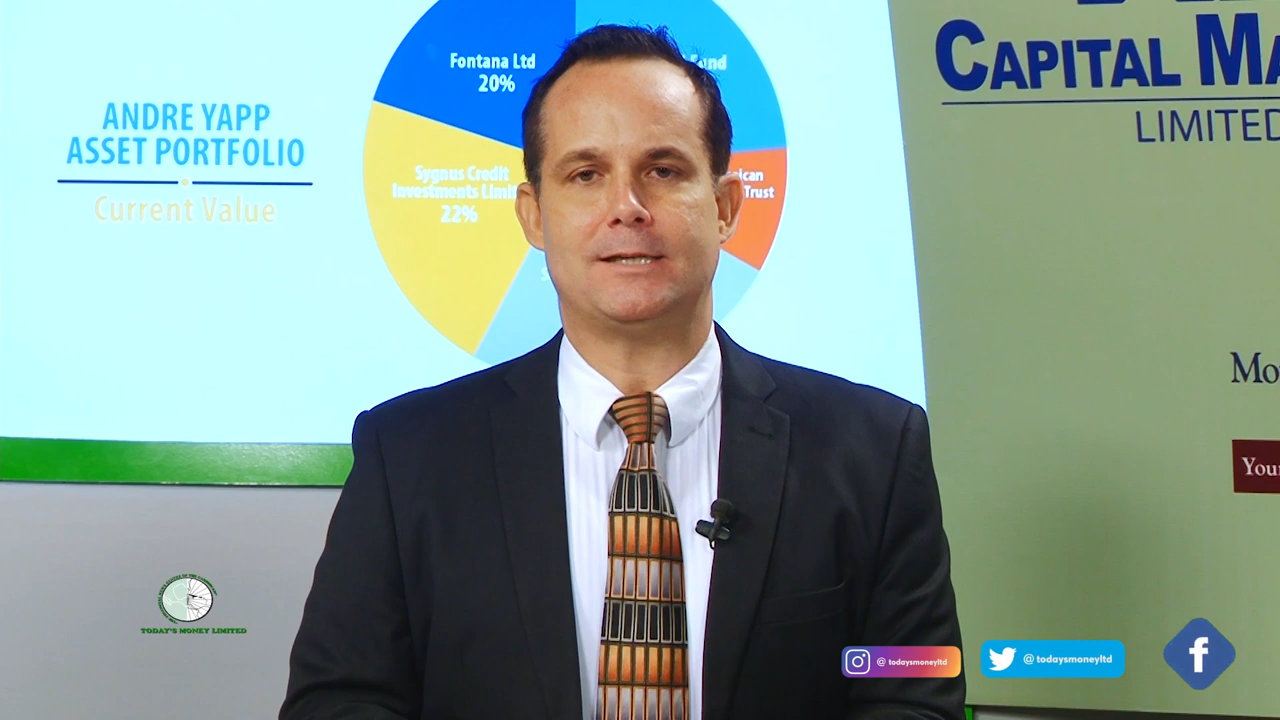 ANDRE YAPP
ASSET PORTFOLIO
Current Value
Fontana Ltd
20%
Fund
Sygnus Credit
Investments Limit
22%
Trust
CAPITAL MA
LIMITED
Mo
You
TODAY'S MONEY LIMITED
@todaysmoneyltd
@todaysmoneyltd
f